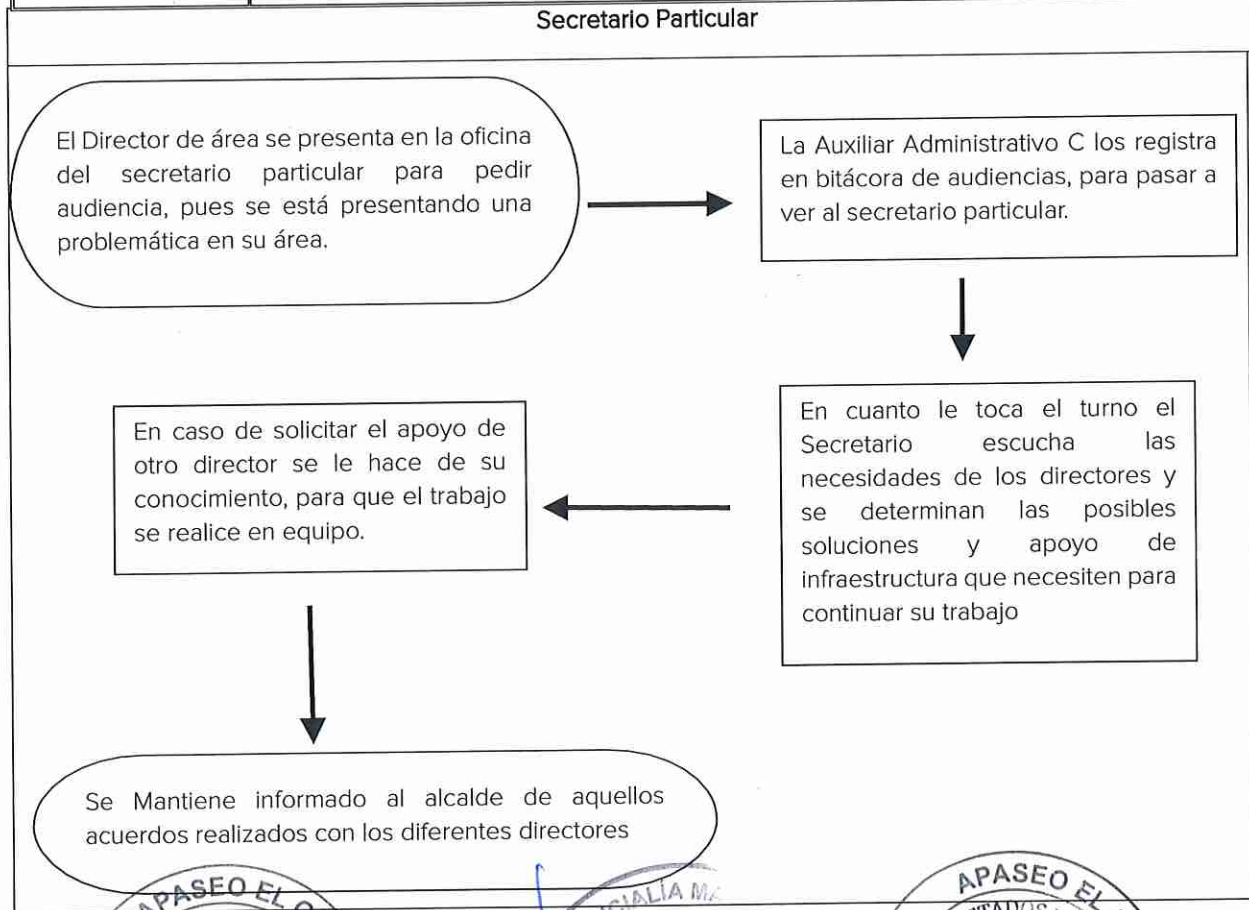 Secretario Particular
El Director de área se presenta en la oficina
del secretario particular para pedir
audiencia, pues se está presentando una
problemática en su área.
La Auxiliar Administrativo C los registra
en bitácora de audiencias, para pasar a
ver al secretario particular.
En cuanto le toca el turno el
Secretario escucha las
necesidades de los directores y
se determinan las posibles
soluciones y apoyo de
infraestructura que necesiten para
continuar su trabajo
En caso de solicitar el apoyo de
otro director se le hace de su
conocimiento, para que el trabajo
se realice en equipo.
Se Mantiene informado al alcalde de aquellos
acuerdos realizados con los diferentes directores
APASEO EL
APASEO EL